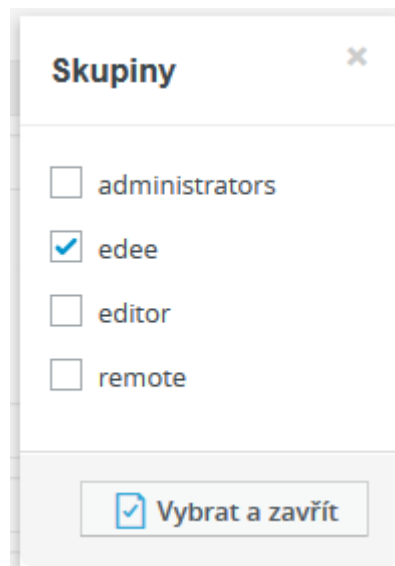 Skupiny
administrators
edee
editor
remote
Vybrat a zavřít